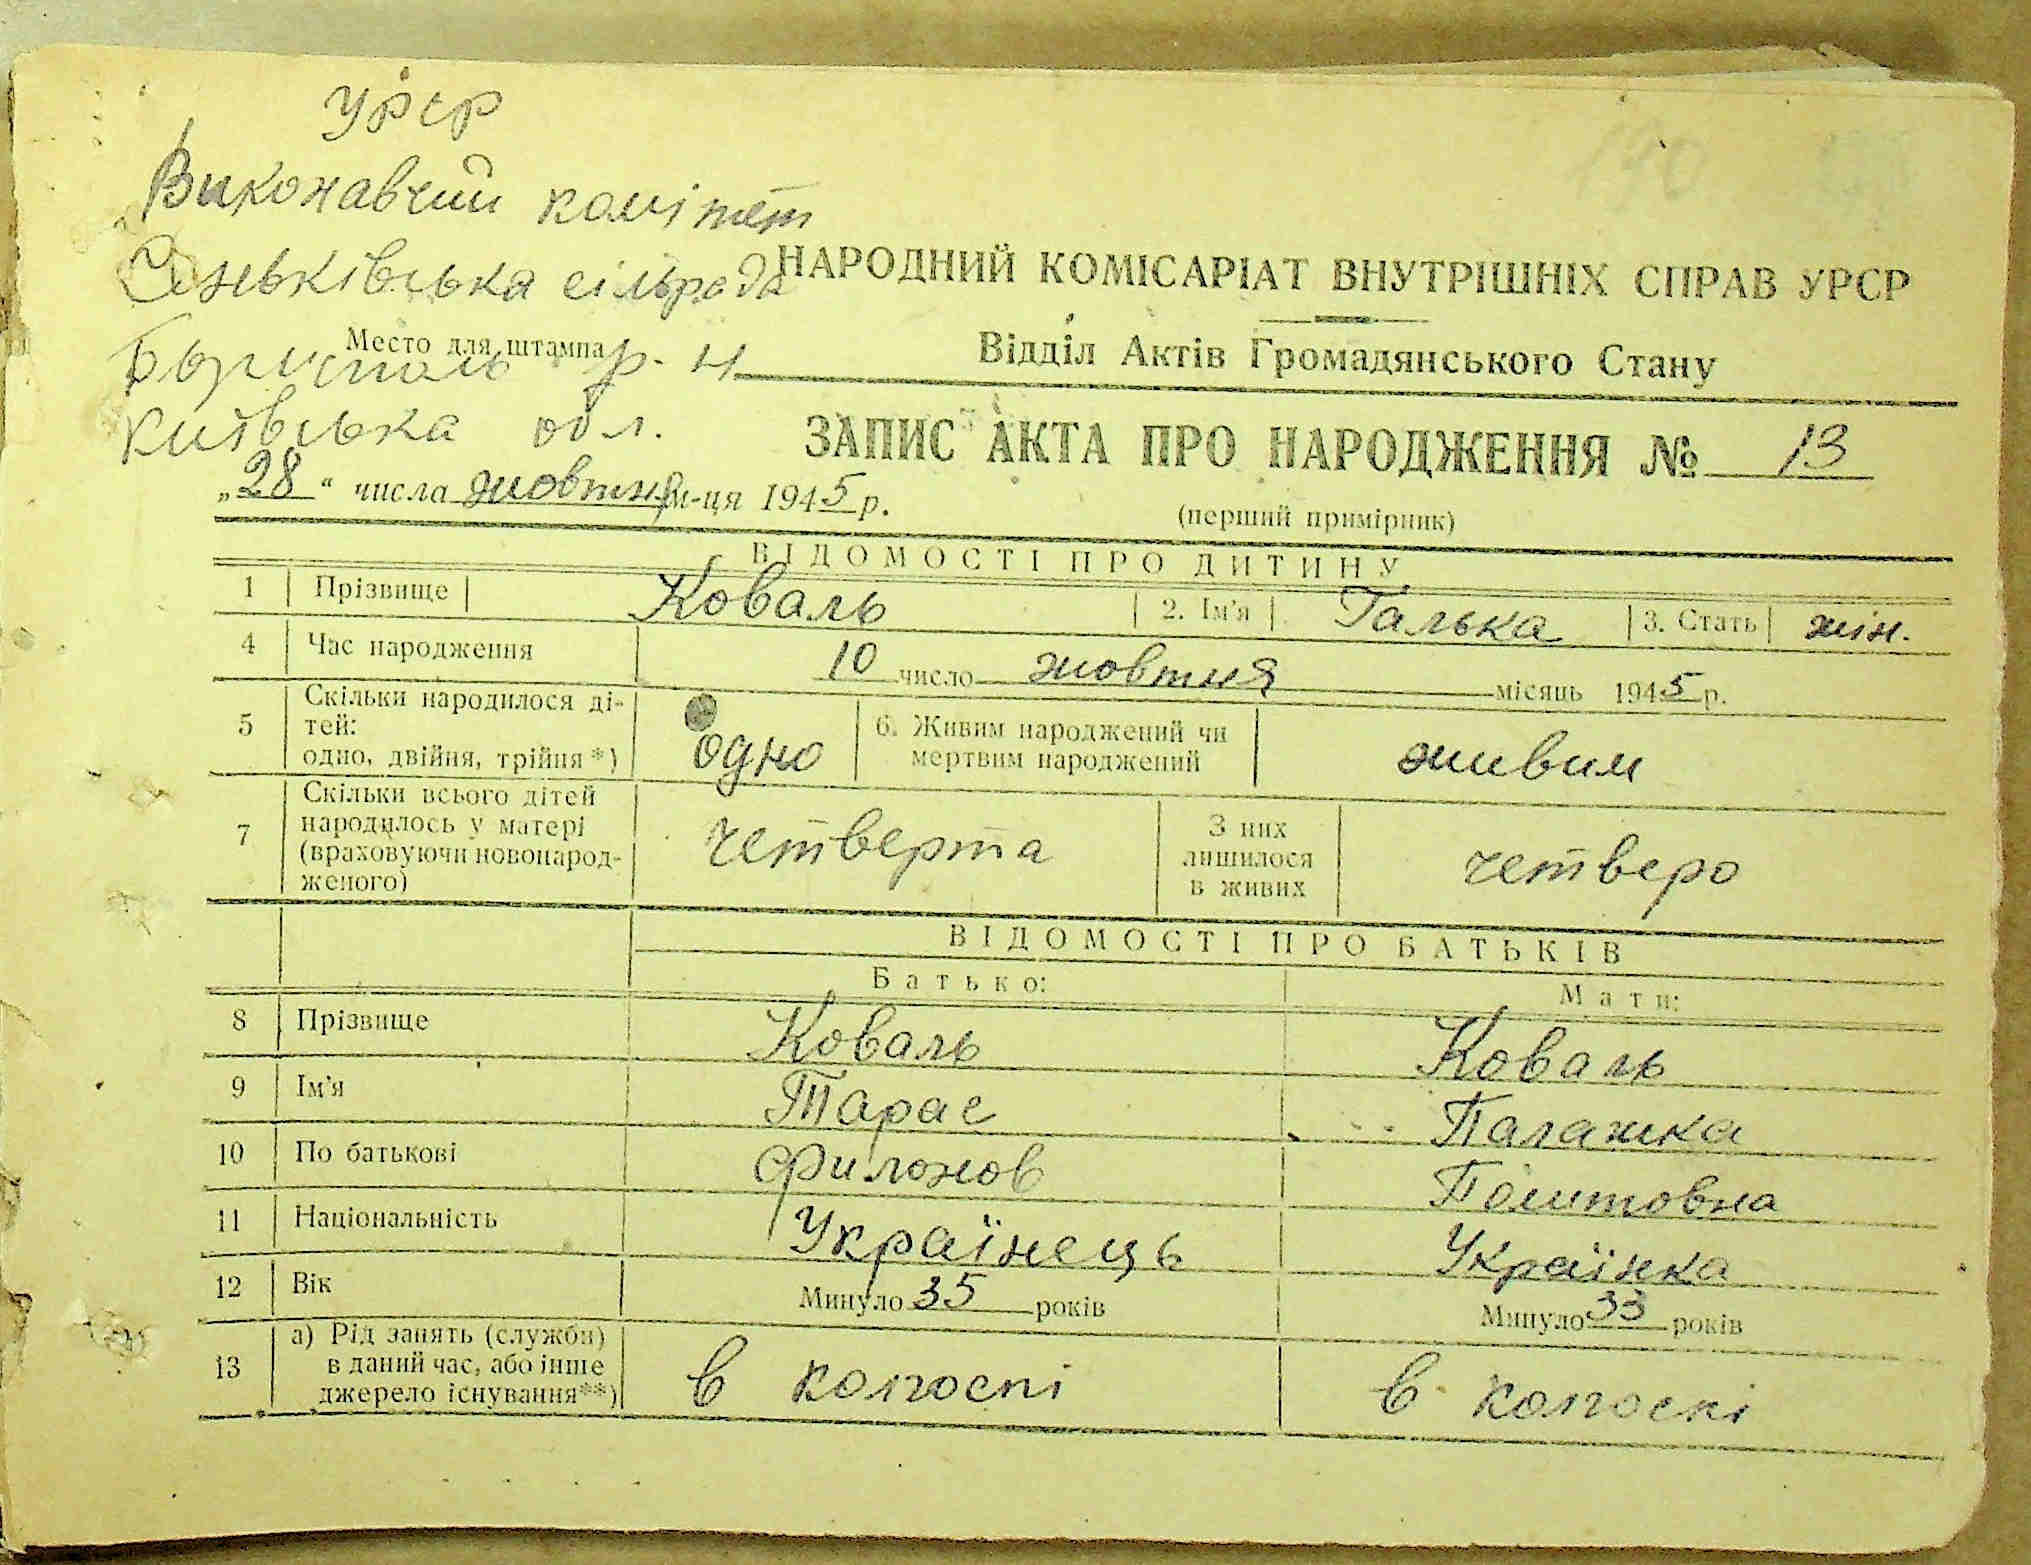 УРСР
Виконавчий комітет
Сеньківська сільрада
НАРОДНИЙ КОМІСАРІАТ ВНУТРІШНІХ СПРАВ УРСР
Место для штампа
Борисполь р-н
Відділ Актів Громадянського Стану
Київська обл.
ЗАПИС АКТА ПРО НАРОДЖЕННЯ № 13
„28“ числа жовтня м-ця 1945 р.
(перший примірник)
ВІДОМОСТІ ПРО ДИТИНУ
1 Прізвище Коваль 2. Ім'я Галька 3. Стать жін.
4 Час народження 10 число жовтня місяць 1945 р.
5 Скільки народилося ді-
тей:
одно, двійня, трійня*) одно 6. Живим народжений чи
мертвим народжений живим
7 Скільки всього дітей
народилось у матері
(враховуючи новонарод-
женого) четверта З них
лишилося
в живих четверо
ВІДОМОСТІ ПРО БАТЬКІВ
Батько: Мати:
8 Прізвище Коваль Коваль
9 Ім'я Тарас Палажка
10 По батькові Филонов
11 Національність Українець Українка
12 Вік Минуло 35 років Минуло 33 років
13 а) Рід занять (служби)
в даний час, або інше
джерело існування**) в колгоспі в колгоспі